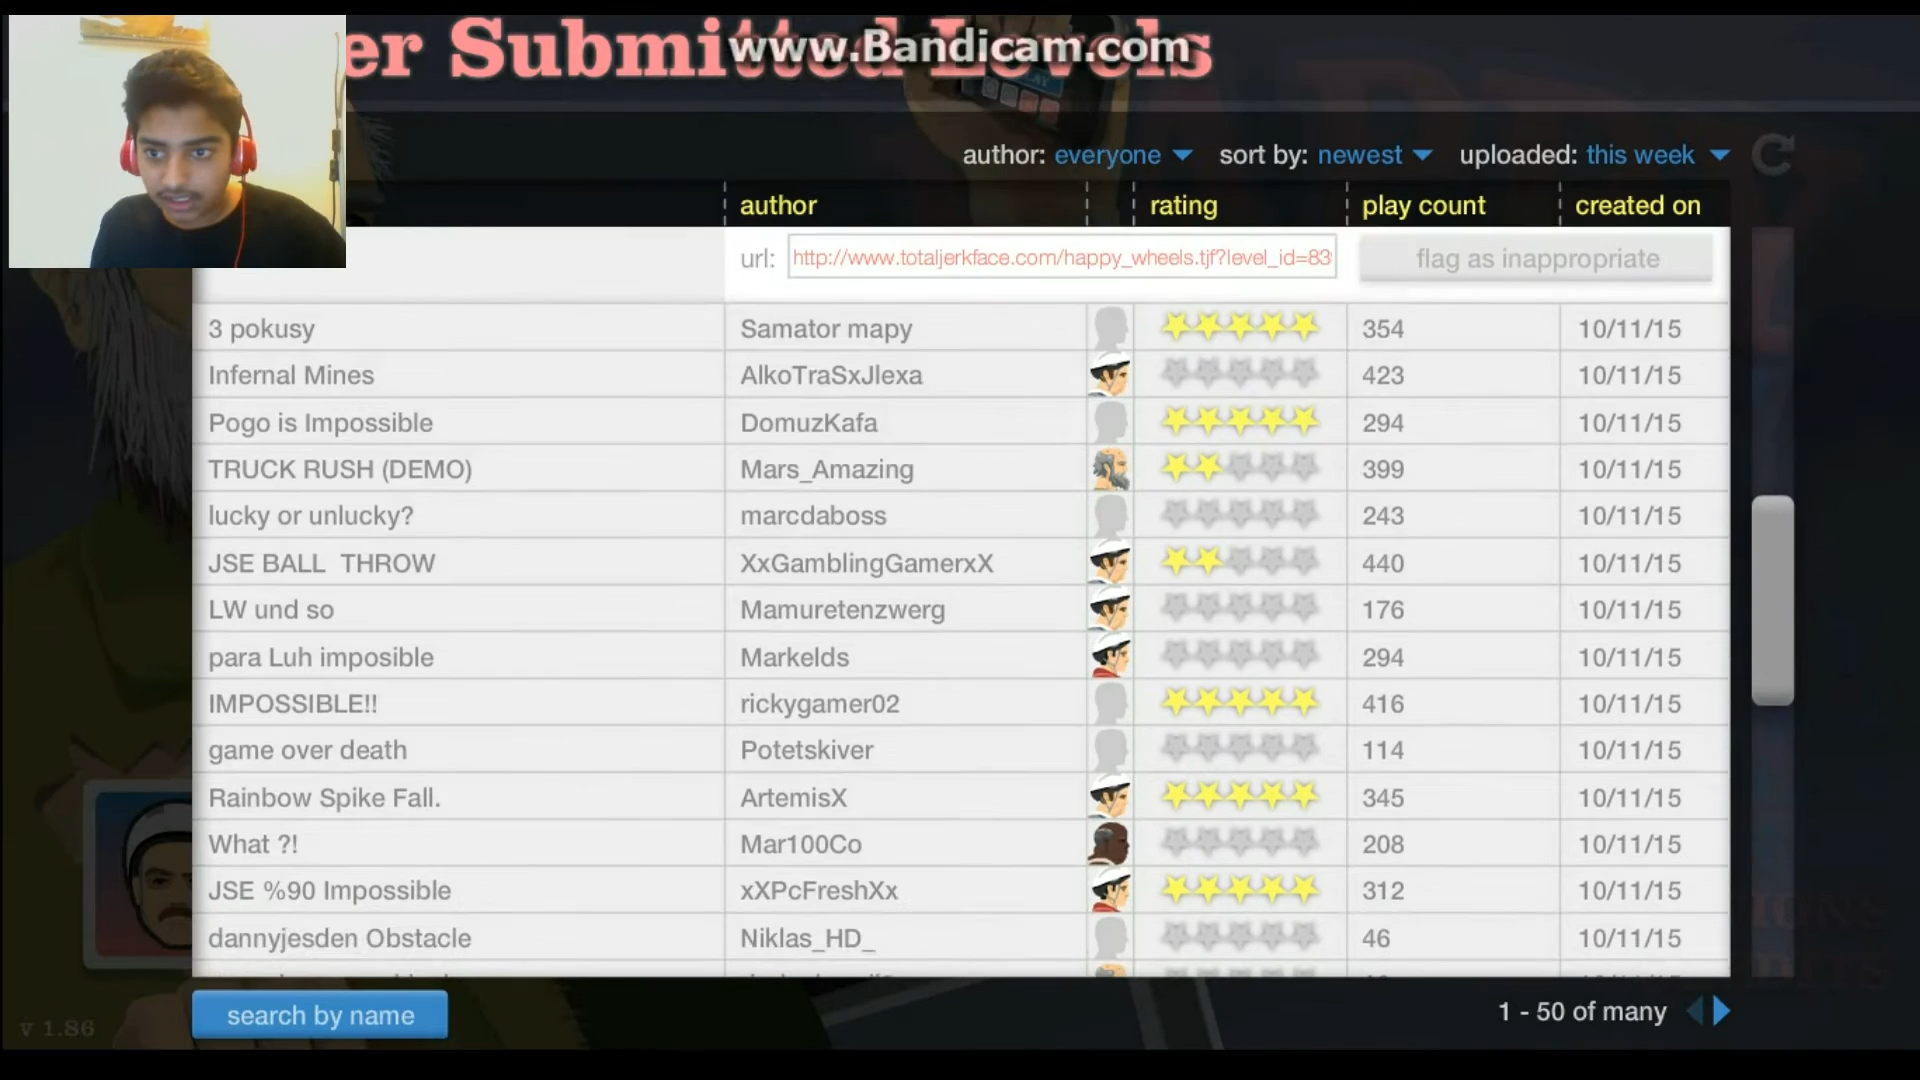 er Submitted Levels
www.Bandicam.com
author: everyone sort by: newest uploaded: this week
author rating play count created on
url: http://www.totaljerkface.com/happy_wheels.tjf?level_id=83 flag as inappropriate
3 pokusy Samator mapy 354 10/11/15
Infernal Mines AlkoTraSxJlexa 423 10/11/15
Pogo is Impossible DomuzKafa 294 10/11/15
TRUCK RUSH (DEMO) Mars_Amazing 399 10/11/15
lucky or unlucky? marcdaboss 243 10/11/15
JSE BALL  THROW XxGamblingGamerxX 440 10/11/15
LW und so Mamuretenzwerg 176 10/11/15
para Luh imposible Markelds 294 10/11/15
IMPOSSIBLE!! rickygamer02 416 10/11/15
game over death Potetskiver 114 10/11/15
Rainbow Spike Fall. ArtemisX 345 10/11/15
What ?! Mar100Co 208 10/11/15
JSE %90 Impossible xXPcFreshXx 312 10/11/15
dannyjesden Obstacle Niklas_HD_ 46 10/11/15
search by name 1 - 50 of many
v 1.86